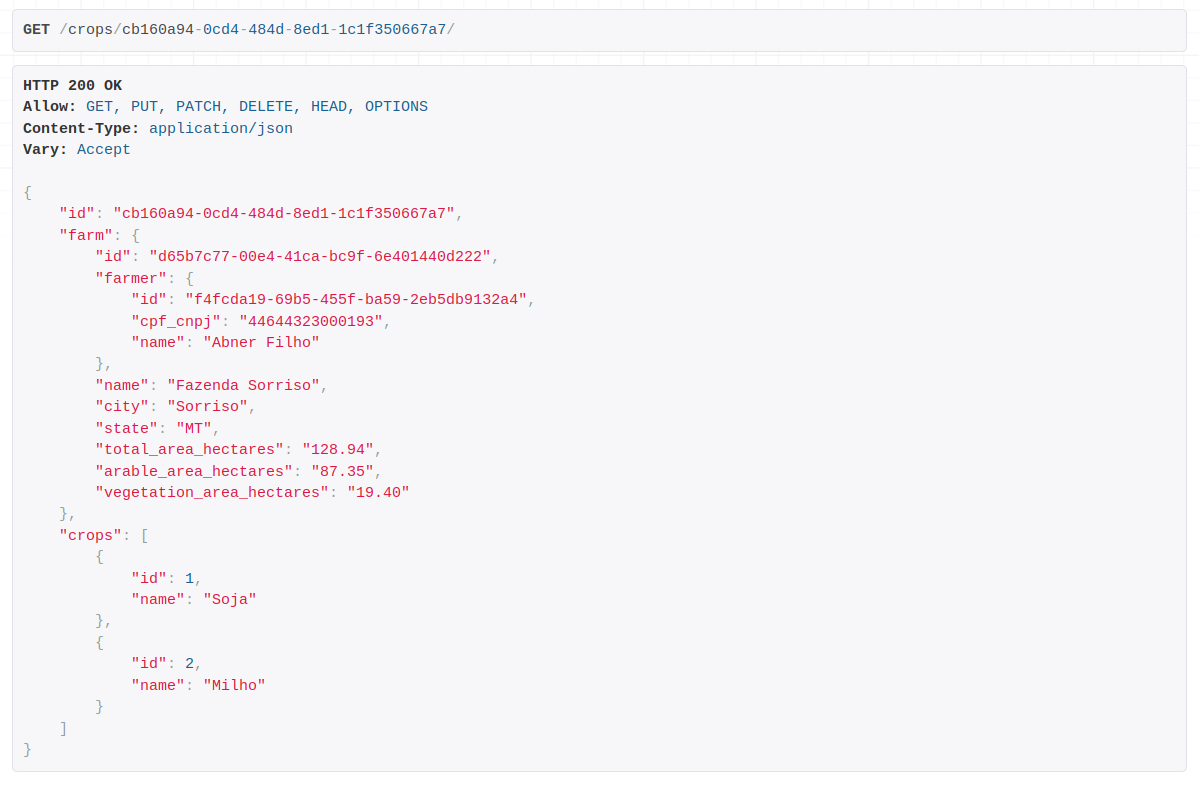 GET /crops/cb160a94-0cd4-484d-8ed1-1c1f350667a7/
HTTP 200 OK
Allow: GET, PUT, PATCH, DELETE, HEAD, OPTIONS
Content-Type: application/json
Vary: Accept
{
    "id": "cb160a94-0cd4-484d-8ed1-1c1f350667a7",
    "farm": {
        "id": "d65b7c77-00e4-41ca-bc9f-6e401440d222",
        "farmer": {
            "id": "f4fcda19-69b5-455f-ba59-2eb5db9132a4",
            "cpf_cnpj": "44644323000193",
            "name": "Abner Filho"
        },
        "name": "Fazenda Sorriso",
        "city": "Sorriso",
        "state": "MT",
        "total_area_hectares": "128.94",
        "arable_area_hectares": "87.35",
        "vegetation_area_hectares": "19.40"
    },
    "crops": [
        {
            "id": 1,
            "name": "Soja"
        },
        {
            "id": 2,
            "name": "Milho"
        }
    ]
}